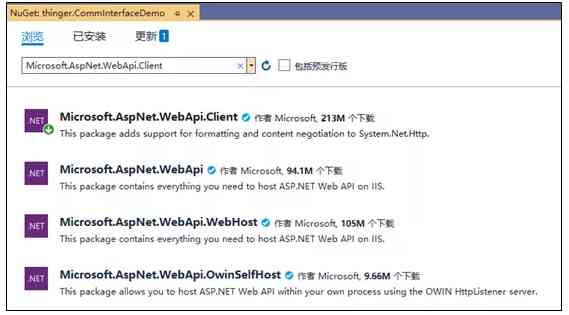 NuGet: thinger.CommInterfaceDemo
浏览 已安装 更新 1
Microsoft.AspNet.WebApi.Client 包括预发行版
.NET Microsoft.AspNet.WebApi.Client 作者 Microsoft, 213M 个下载
This package adds support for formatting and content negotiation to System.Net.Http.
.NET Microsoft.AspNet.WebApi 作者 Microsoft, 94.1M 个下载
This package contains everything you need to host ASP.NET Web API on IIS.
.NET Microsoft.AspNet.WebApi.WebHost 作者 Microsoft, 105M 个下载
This package contains everything you need to host ASP.NET Web API on IIS.
.NET Microsoft.AspNet.WebApi.OwinSelfHost 作者 Microsoft, 9.66M 个下载
This package allows you to host ASP.NET Web API within your own process using the OWIN HttpListener server.